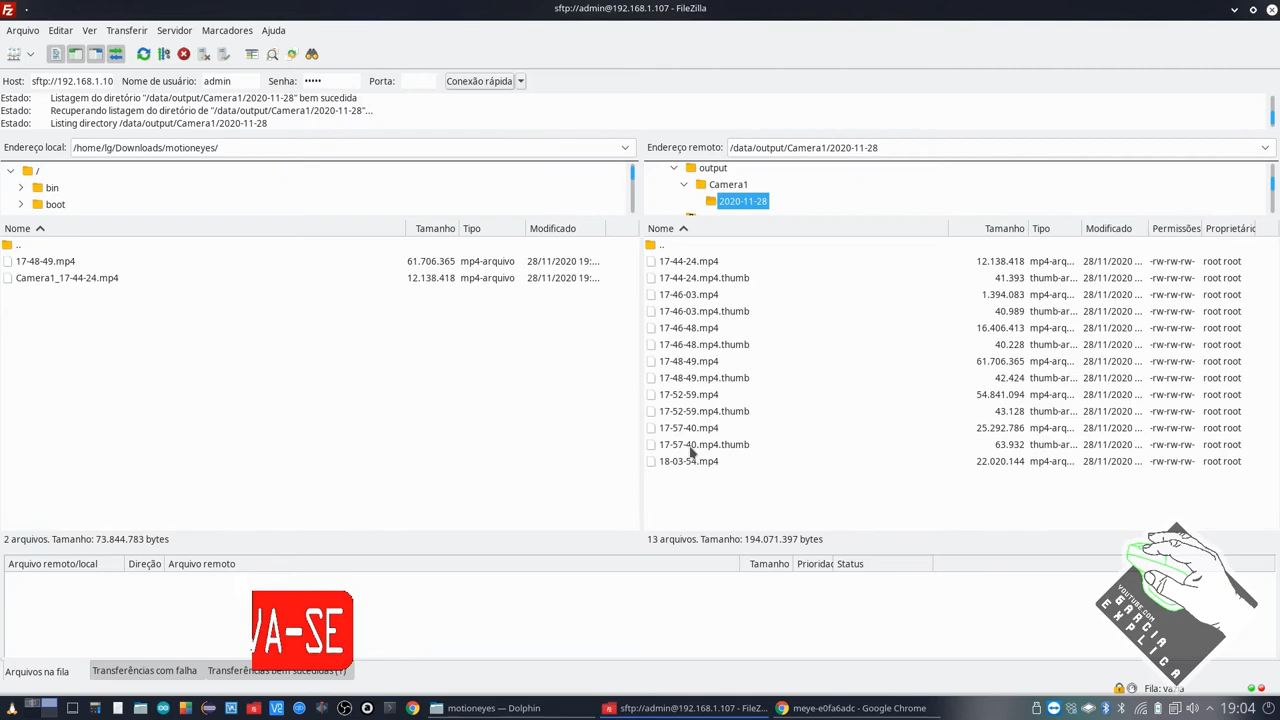 sftp://admin@192.168.1.107 - FileZilla
Arquivo Editar Ver Transferir Servidor Marcadores Ajuda
Host: sftp://192.168.1.10 Nome de usuário: admin Senha: ••••• Porta: Conexão rápida
Estado: Listagem do diretório "/data/output/Camera1/2020-11-28" bem sucedida
Estado: Recuperando listagem do diretório de "/data/output/Camera1/2020-11-28"...
Estado: Listing directory /data/output/Camera1/2020-11-28
Endereço local: /home/lg/Downloads/motioneyes/
/
bin
boot
Nome Tamanho Tipo Modificado
..
17-48-49.mp4 61.706.365 mp4-arquivo 28/11/2020 19:...
Camera1_17-44-24.mp4 12.138.418 mp4-arquivo 28/11/2020 19:...
2 arquivos. Tamanho: 73.844.783 bytes
Endereço remoto: /data/output/Camera1/2020-11-28
output
Camera1
2020-11-28
Nome Tamanho Tipo Modificado Permissões Proprietário
..
17-44-24.mp4 12.138.418 mp4-arq... 28/11/2020 ... -rw-rw-rw- root root
17-44-24.mp4.thumb 41.393 thumb-ar... 28/11/2020 ... -rw-rw-rw- root root
17-46-03.mp4 1.394.083 mp4-arq... 28/11/2020 ... -rw-rw-rw- root root
17-46-03.mp4.thumb 40.989 thumb-ar... 28/11/2020 ... -rw-rw-rw- root root
17-46-48.mp4 16.406.413 mp4-arq... 28/11/2020 ... -rw-rw-rw- root root
17-46-48.mp4.thumb 40.228 thumb-ar... 28/11/2020 ... -rw-rw-rw- root root
17-48-49.mp4 61.706.365 mp4-arq... 28/11/2020 ... -rw-rw-rw- root root
17-48-49.mp4.thumb 42.424 thumb-ar... 28/11/2020 ... -rw-rw-rw- root root
17-52-59.mp4 54.841.094 mp4-arq... 28/11/2020 ... -rw-rw-rw- root root
17-52-59.mp4.thumb 43.128 thumb-ar... 28/11/2020 ... -rw-rw-rw- root root
17-57-40.mp4 25.292.786 mp4-arq... 28/11/2020 ... -rw-rw-rw- root root
17-57-40.mp4.thumb 63.932 thumb-ar... 28/11/2020 ... -rw-rw-rw- root root
18-03-54.mp4 22.020.144 mp4-arq... 28/11/2020 ... -rw-rw-rw- root root
13 arquivos. Tamanho: 194.071.397 bytes
Arquivo remoto/local Direção Arquivo remoto Tamanho Prioridad Status
VA-SE
YOUTUBE.COM/
GARCIA
EXPLICA
Arquivos na fila Transferências com falha Transferências bem sucedidas (1)
Fila: vazia
motioneyes — Dolphin
sftp://admin@192.168.1.107 - FileZ...
meye-e0fa6adc - Google Chrome
19:04